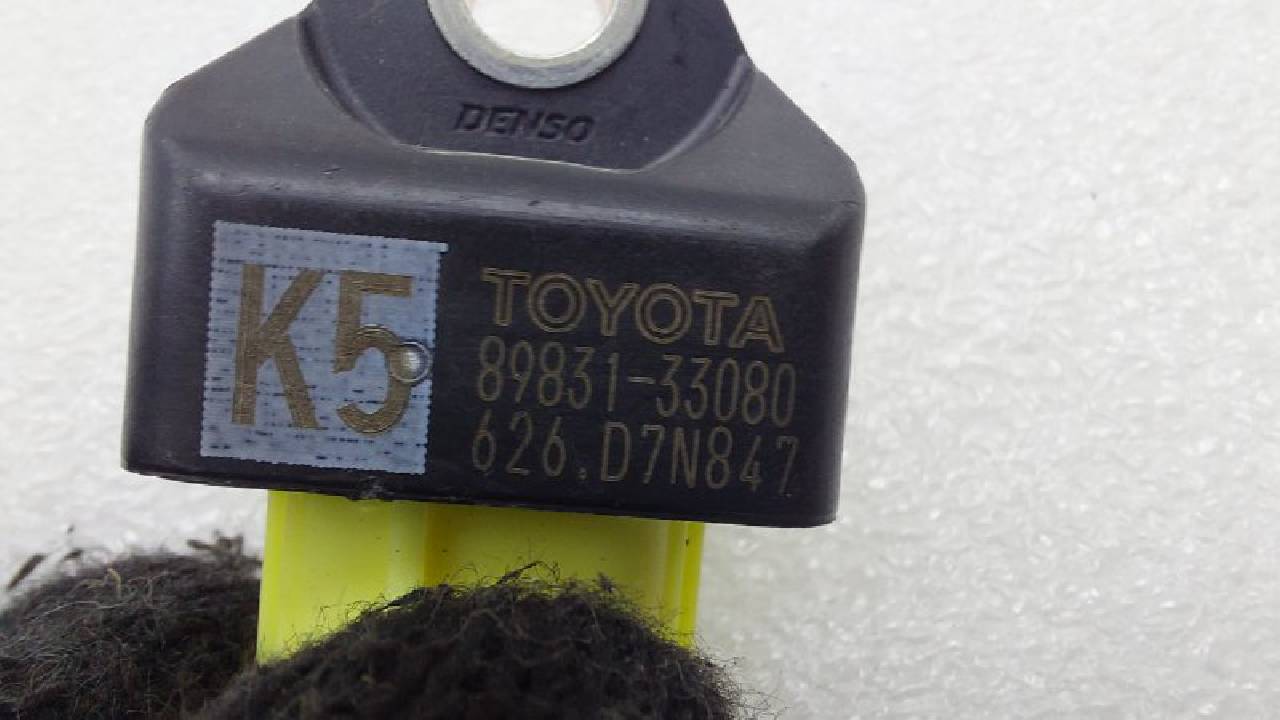 DENSO
K5
TOYOTA
89831-33080
626.D7N847